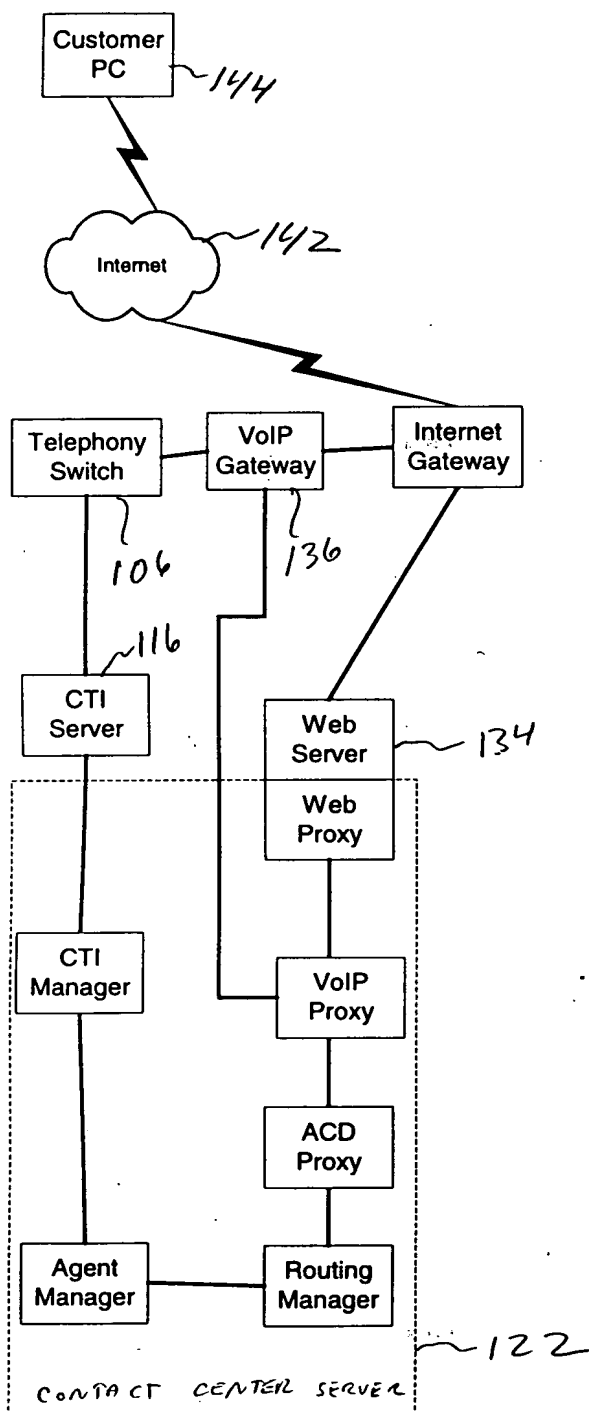 Customer
PC
144
142
Internet
Telephony
Switch
VoIP
Gateway
Internet
Gateway
106
136
116
CTI
Server
Web
Server
134
Web
Proxy
CTI
Manager
VoIP
Proxy
ACD
Proxy
Agent
Manager
Routing
Manager
122
CONTACT CENTER SERVER